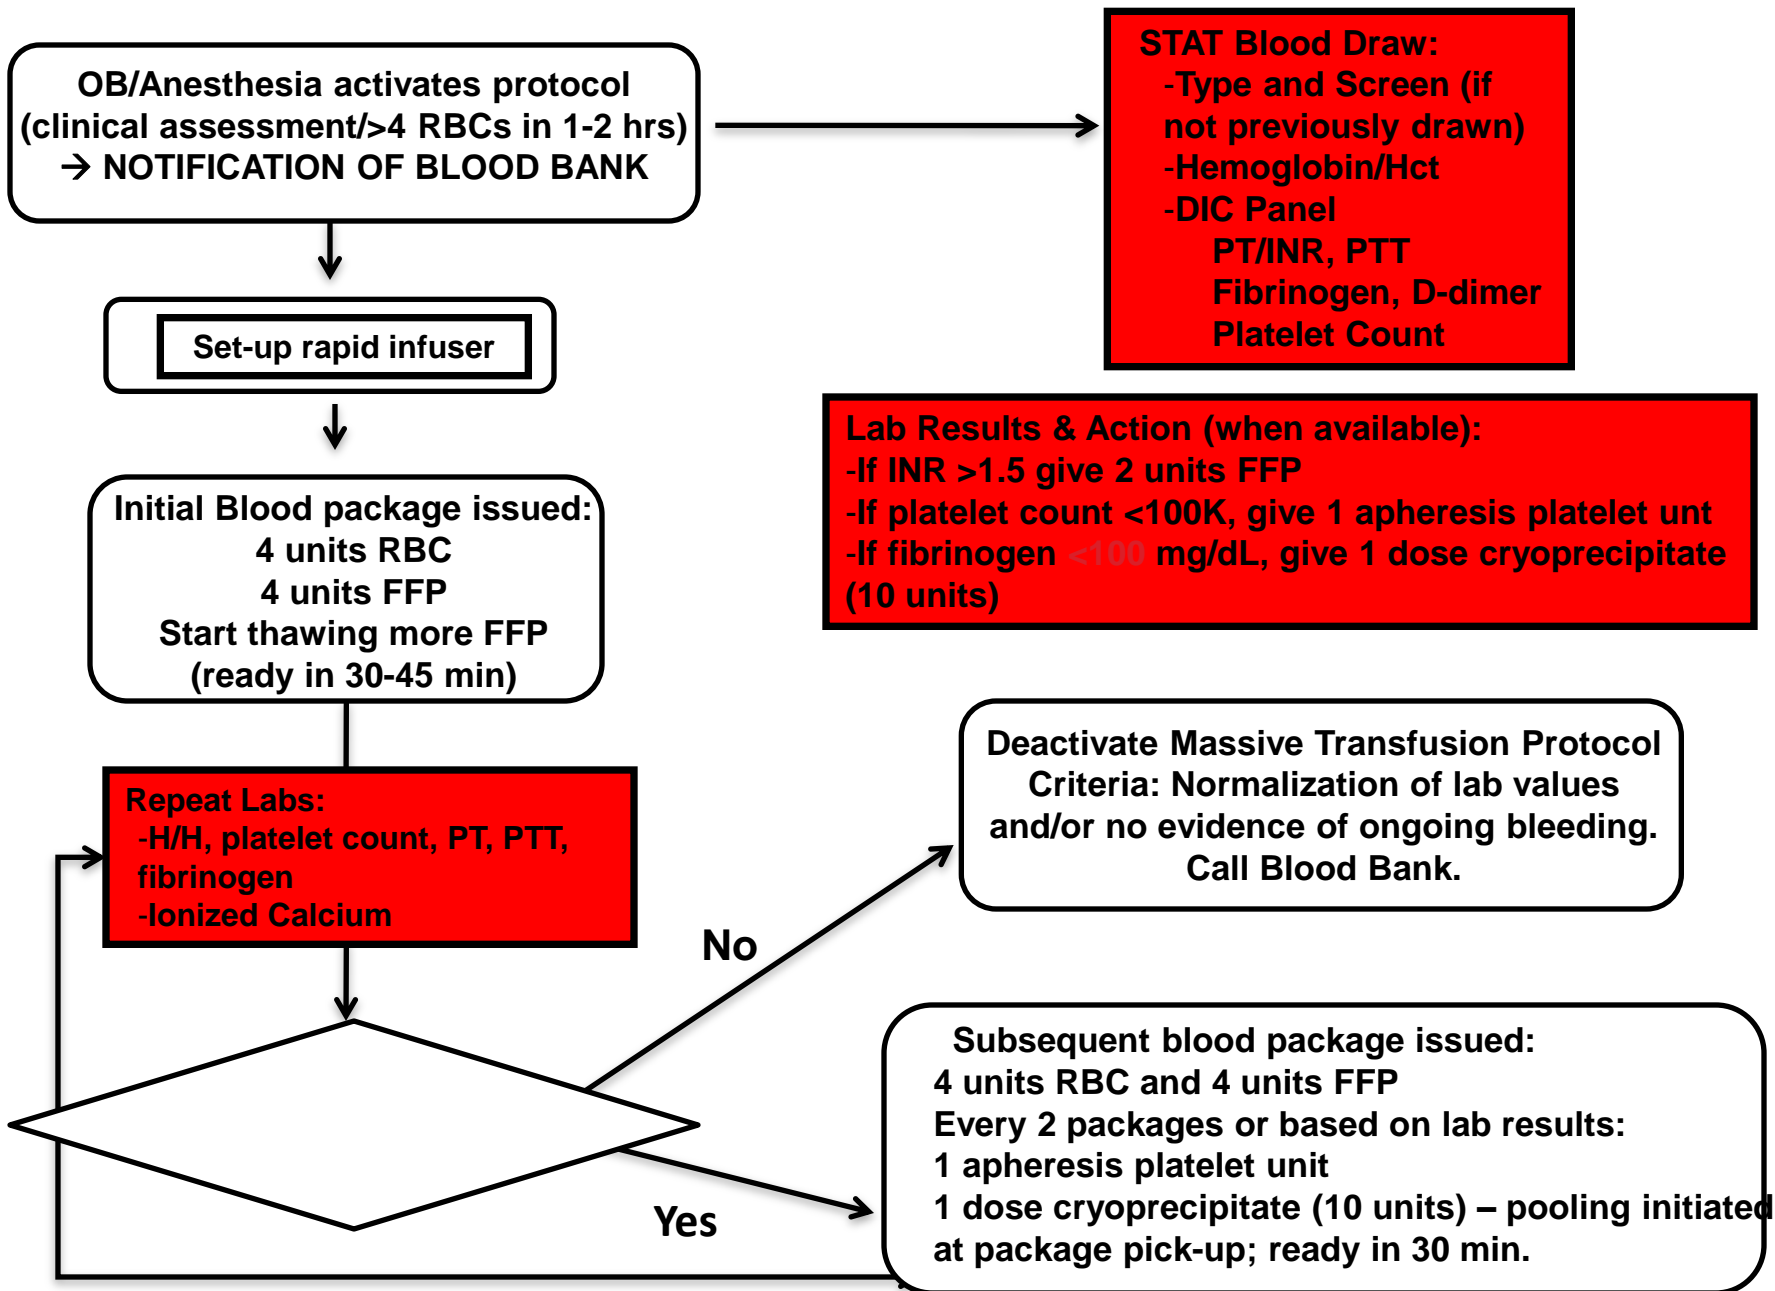 OB/Anesthesia activates protocol
(clinical assessment/>4 RBCs in 1-2 hrs)
→ NOTIFICATION OF BLOOD BANK
STAT Blood Draw:
-Type and Screen (if
not previously drawn)
-Hemoglobin/Hct
-DIC Panel
PT/INR, PTT
Fibrinogen, D-dimer
Platelet Count
Set-up rapid infuser
Lab Results & Action (when available):
-If INR >1.5 give 2 units FFP
-If platelet count <100K, give 1 apheresis platelet unt
-If fibrinogen <100 mg/dL, give 1 dose cryoprecipitate
(10 units)
Initial Blood package issued:
4 units RBC
4 units FFP
Start thawing more FFP
(ready in 30-45 min)
Repeat Labs:
-H/H, platelet count, PT, PTT,
fibrinogen
-Ionized Calcium
Deactivate Massive Transfusion Protocol
Criteria: Normalization of lab values
and/or no evidence of ongoing bleeding.
Call Blood Bank.
No
Yes
Subsequent blood package issued:
4 units RBC and 4 units FFP
Every 2 packages or based on lab results:
1 apheresis platelet unit
1 dose cryoprecipitate (10 units) – pooling initiated
at package pick-up; ready in 30 min.